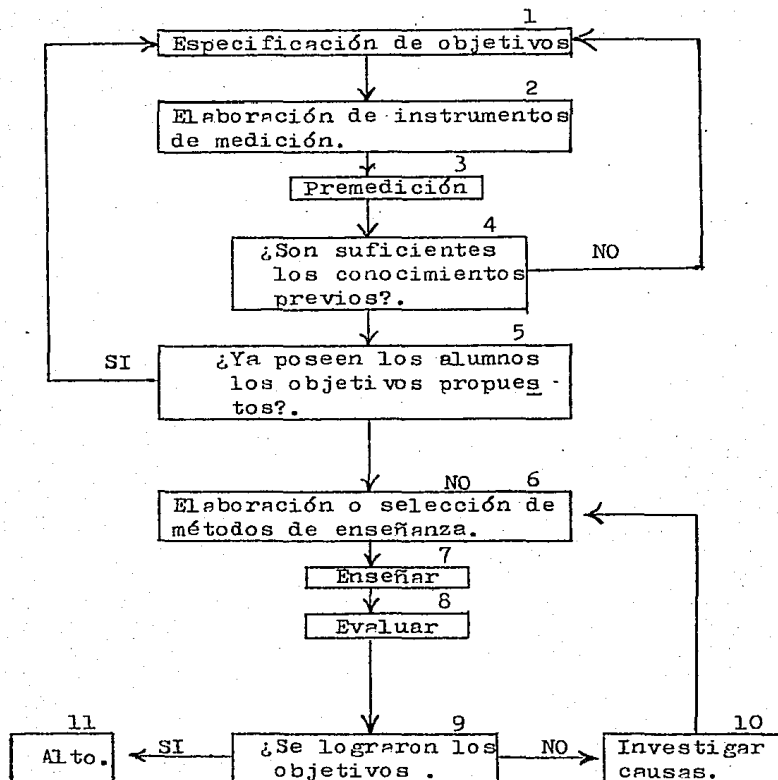 1
Especificación de objetivos
2
Elaboración de instrumentos
de medición.
3
Premedición
4
¿Son suficientes
los conocimientos
previos?.
NO
5
¿Ya poseen los alumnos
los objetivos propues-
tos?.
SI
NO
6
Elaboración o selección de
métodos de enseñanza.
7
Enseñar
8
Evaluar
9
¿Se lograron los
objetivos .
SI
11
Alto.
NO
10
Investigar
causas.